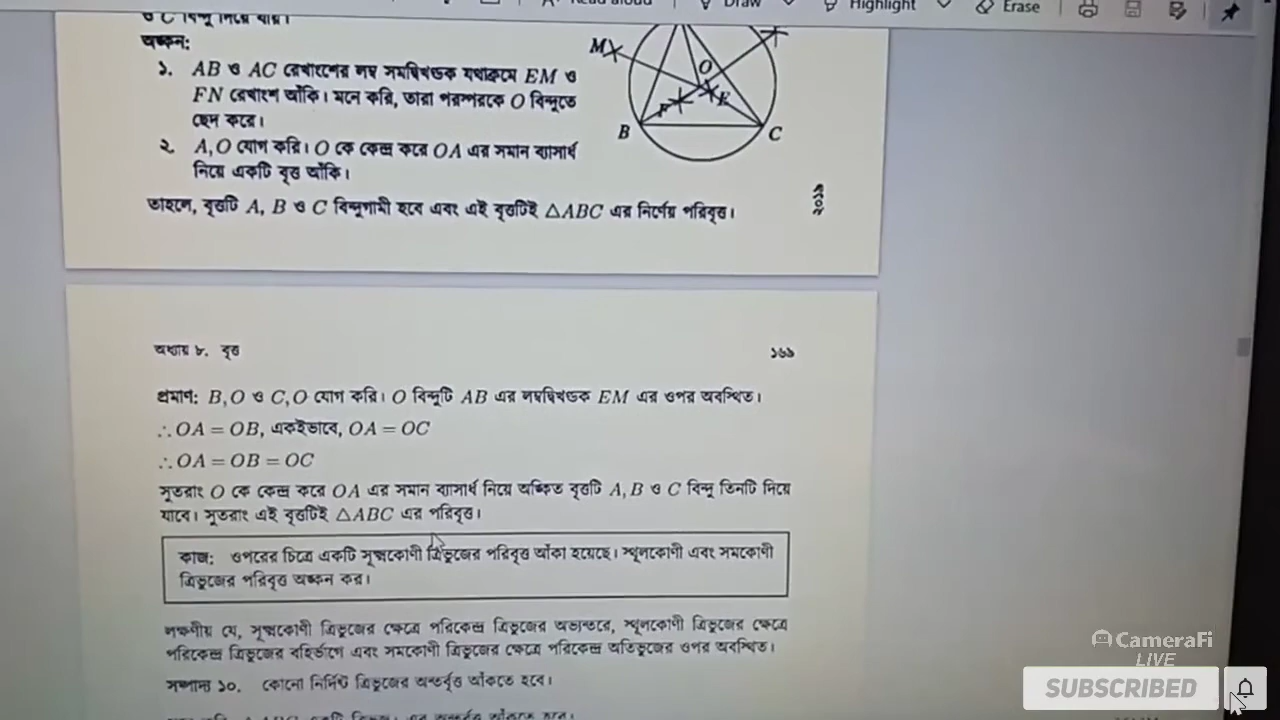 Read aloud Draw Highlight Erase
ও C বিন্দু দিয়ে যায়।
অঙ্কন:
১. AB ও AC রেখাংশের লম্ব সমদ্বিখণ্ডক যথাক্রমে EM ও
FN রেখাংশ আঁকি। মনে করি, তারা পরস্পরকে O বিন্দুতে
ছেদ করে।
২. A, O যোগ করি। O কে কেন্দ্র করে OA এর সমান ব্যাসার্ধ
নিয়ে একটি বৃত্ত আঁকি।
M
O
F
E
B
C
তাহলে, বৃত্তটি A, B ও C বিন্দুগামী হবে এবং এই বৃত্তটিই △ABC এর নির্ণেয় পরিবৃত্ত।
অধ্যায় ৮. বৃত্ত ১৬৯
প্রমাণ: B, O ও C, O যোগ করি। O বিন্দুটি AB এর লম্বদ্বিখণ্ডক EM এর ওপর অবস্থিত।
∴ OA = OB, একইভাবে, OA = OC
∴ OA = OB = OC
সুতরাং O কে কেন্দ্র করে OA এর সমান ব্যাসার্ধ নিয়ে অঙ্কিত বৃত্তটি A, B ও C বিন্দু তিনটি দিয়ে
যাবে। সুতরাং এই বৃত্তটিই △ABC এর পরিবৃত্ত।
কাজ: ওপরের চিত্রে একটি সূক্ষ্মকোণী ত্রিভুজের পরিবৃত্ত আঁকা হয়েছে। স্থূলকোণী এবং সমকোণী
ত্রিভুজের পরিবৃত্ত অঙ্কন কর।
লক্ষণীয় যে, সূক্ষ্মকোণী ত্রিভুজের ক্ষেত্রে পরিকেন্দ্র ত্রিভুজের অভ্যন্তরে, স্থূলকোণী ত্রিভুজের ক্ষেত্রে
পরিকেন্দ্র ত্রিভুজের বহির্ভাগে এবং সমকোণী ত্রিভুজের ক্ষেত্রে পরিকেন্দ্র অতিভুজের ওপর অবস্থিত।
সম্পাদ্য ১০. কোনো নির্দিষ্ট ত্রিভুজের অন্তর্বৃত্ত আঁকতে হবে।
CameraFi
LIVE
SUBSCRIBED